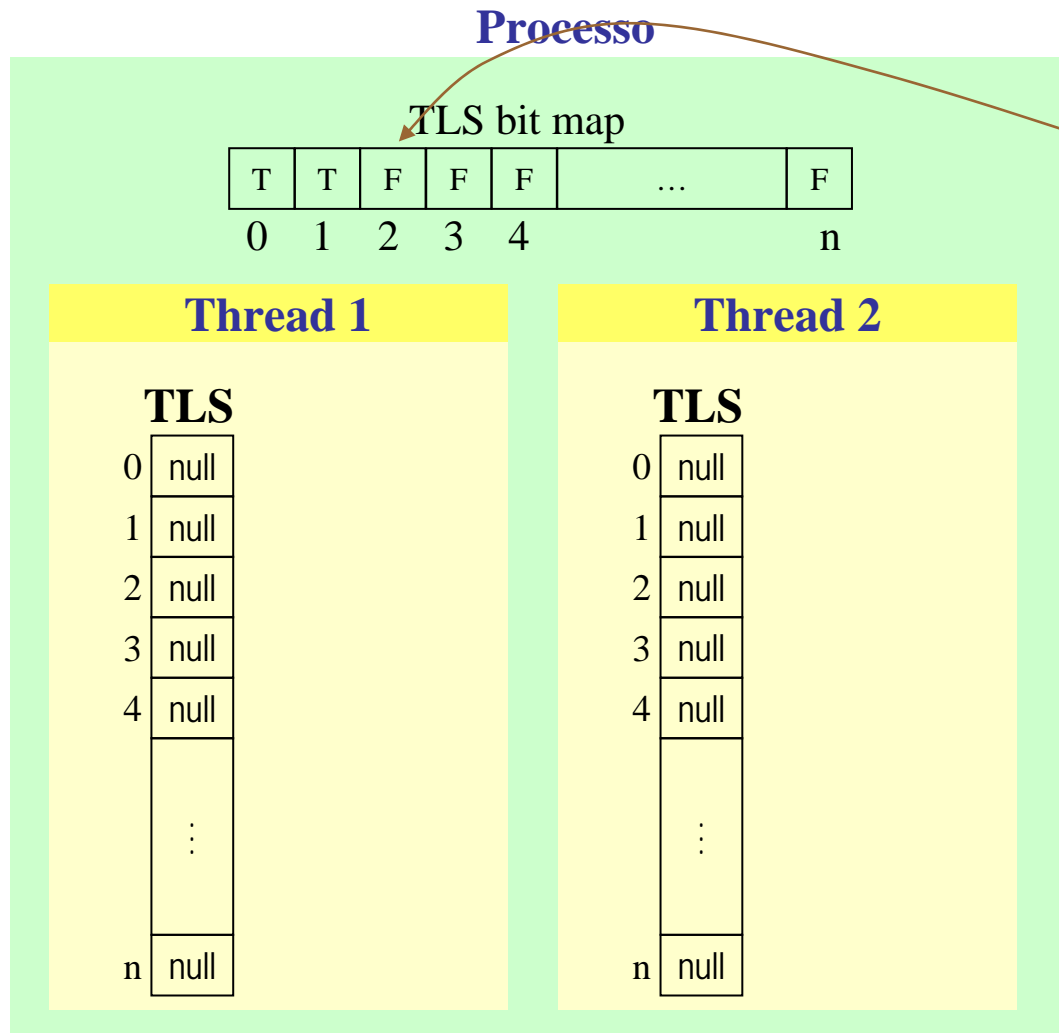 Processo
TLS bit map
T T F F F … F
0 1 2 3 4 n
Thread 1 Thread 2
TLS TLS
0 null 0 null
1 null 1 null
2 null 2 null
3 null 3 null
4 null 4 null
⋮ ⋮
n null n null